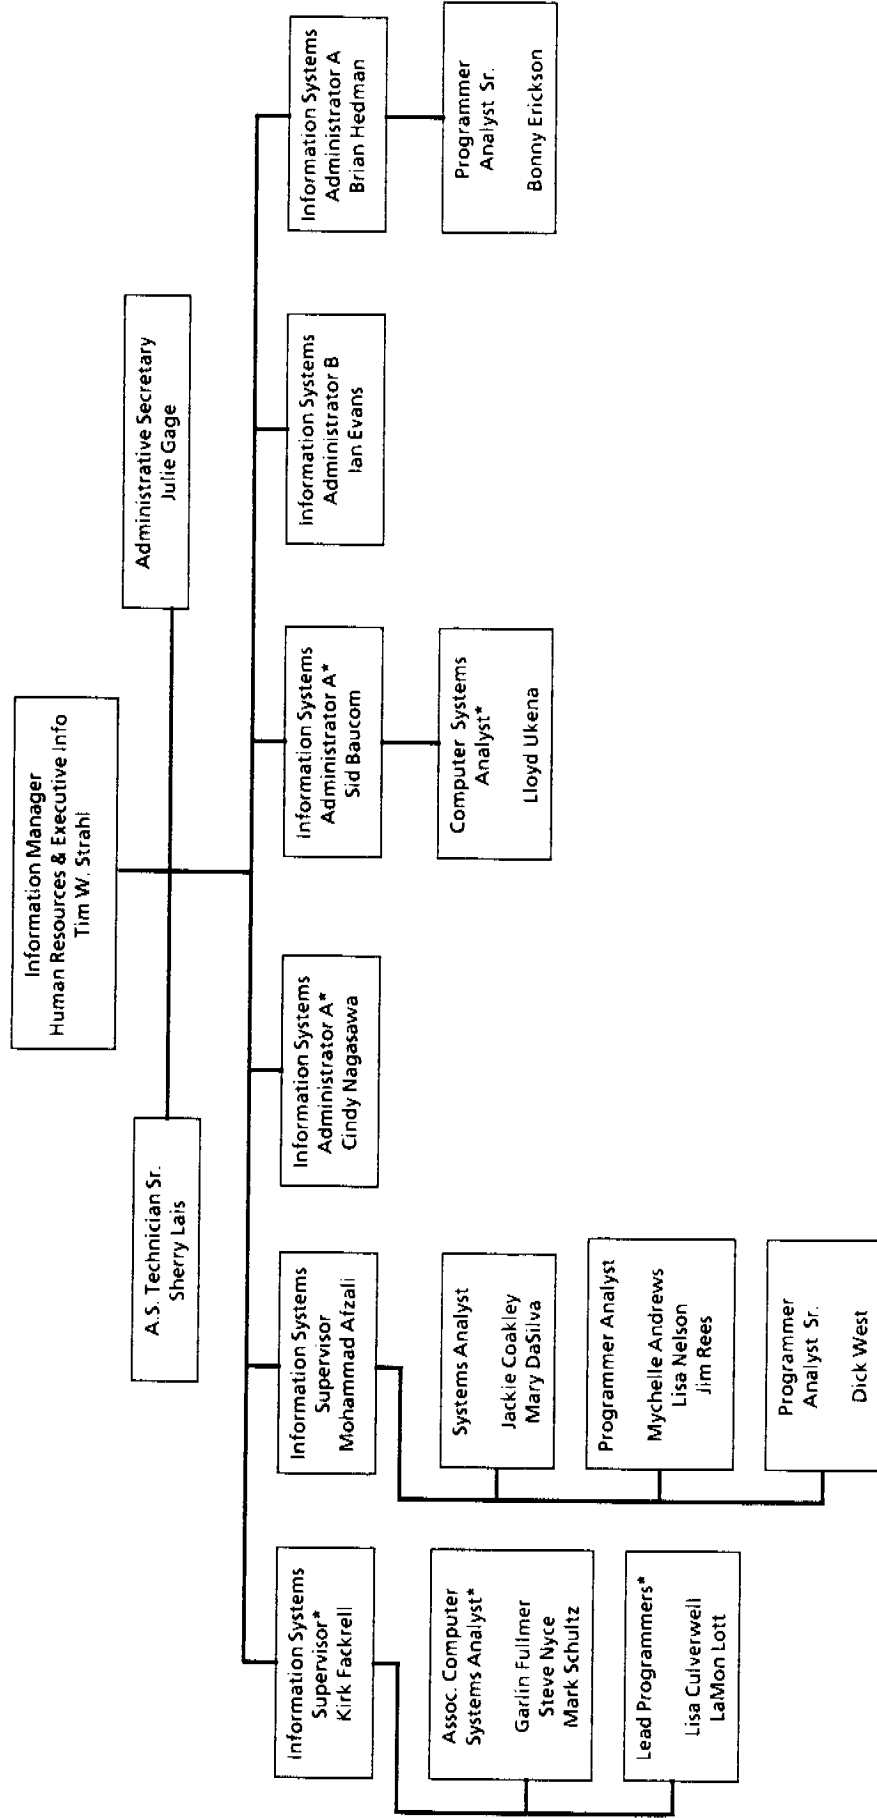 Information Manager
Human Resources & Executive Info
Tim W. Strahl
A.S. Technician Sr.
Sherry Lais
Administrative Secretary
Julie Gage
Information Systems
Supervisor*
Kirk Fackrell
Information Systems
Supervisor
Mohammad Afzali
Information Systems
Administrator A*
Cindy Nagasawa
Information Systems
Administrator A*
Sid Baucom
Information Systems
Administrator B
Ian Evans
Information Systems
Administrator A
Brian Hedman
Assoc. Computer
Systems Analyst*
Garlin Fullmer
Steve Nyce
Mark Schultz
Lead Programmers*
Lisa Culverwell
LaMon Lott
Systems Analyst
Jackie Coakley
Mary DaSilva
Programmer Analyst
Mychelle Andrews
Lisa Nelson
Jim Rees
Programmer
Analyst Sr.
Dick West
Computer Systems
Analyst*
Lloyd Ukena
Programmer
Analyst Sr.
Bonny Erickson